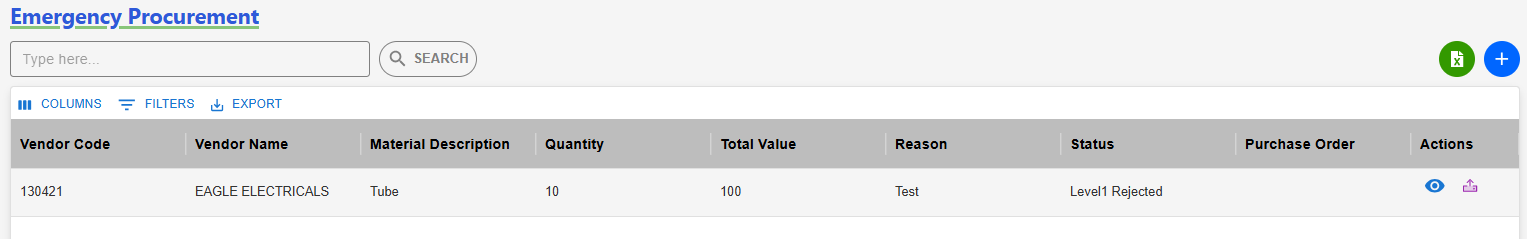 Emergency Procurement
Type here... SEARCH
COLUMNS FILTERS EXPORT
Vendor Code Vendor Name Material Description Quantity Total Value Reason Status Purchase Order Actions
130421 EAGLE ELECTRICALS Tube 10 100 Test Level1 Rejected